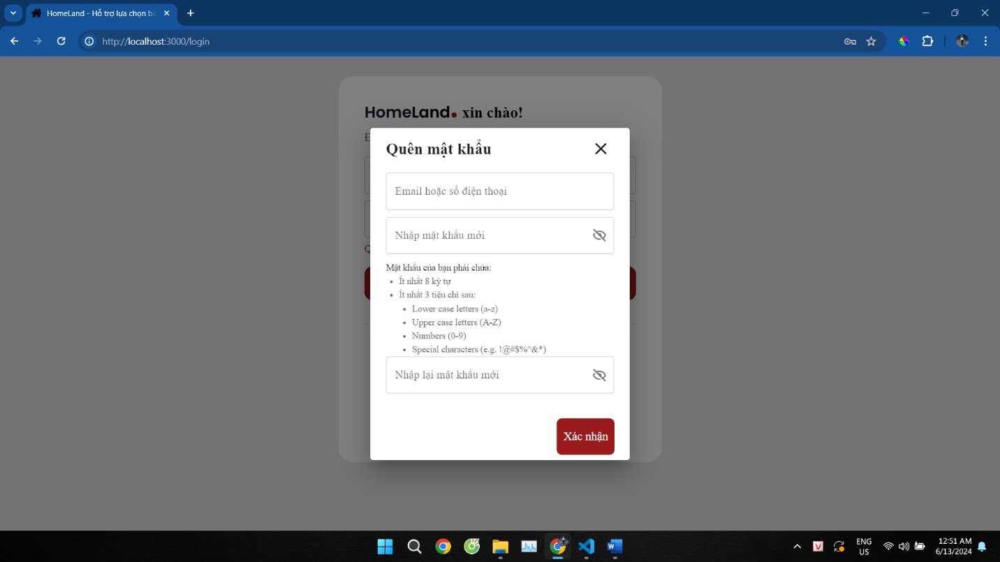 HomeLand - Hỗ trợ lựa chọn bấ
http://localhost:3000/login
HomeLand. xin chào!
Quên mật khẩu
Email hoặc số điện thoại
Nhập mật khẩu mới
Mật khẩu của bạn phải chứa:
Ít nhất 8 ký tự
Ít nhất 3 tiêu chí sau:
Lower case letters (a-z)
Upper case letters (A-Z)
Numbers (0-9)
Special characters (e.g. !@#$%^&*)
Nhập lại mật khẩu mới
Xác nhận
ENG
US
12:51 AM
6/13/2024